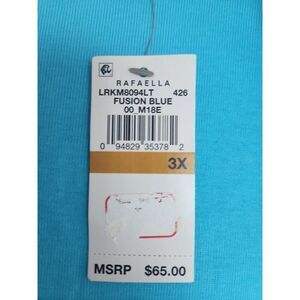 RAFAELLA
LRKM8094LT 426
FUSION BLUE
00_M18E
0 94829 35378 2
3X
MSRP $65.00